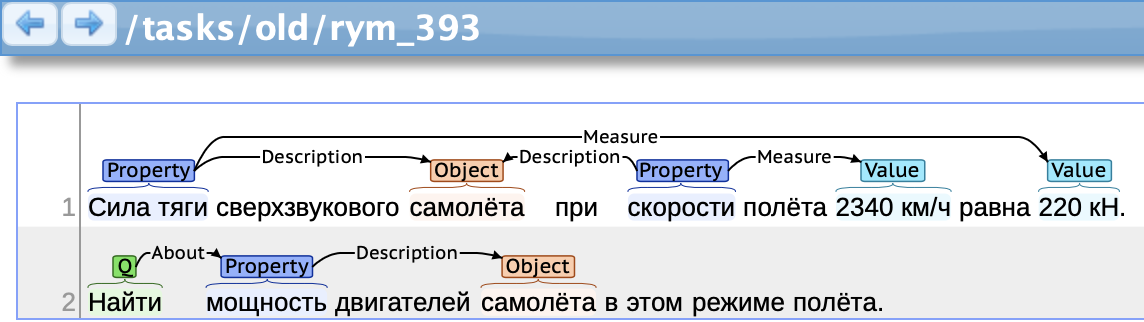 /tasks/old/rym_393
Measure
Description Description Measure
Property Object Property Value Value
1 Сила тяги сверхзвукового самолёта при скорости полёта 2340 км/ч равна 220 кН.
About Description
Q Property Object
2 Найти мощность двигателей самолёта в этом режиме полёта.